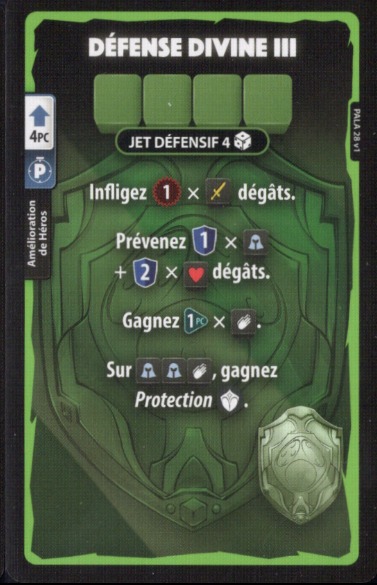 DÉFENSE DIVINE III
4PC
P
Amélioration
de Héros
PALA 28 v1
JET DÉFENSIF 4
Infligez 1 × dégâts.
Prévenez 1 ×
+ 2 × dégâts.
Gagnez 1PC × .
Sur , gagnez
Protection .